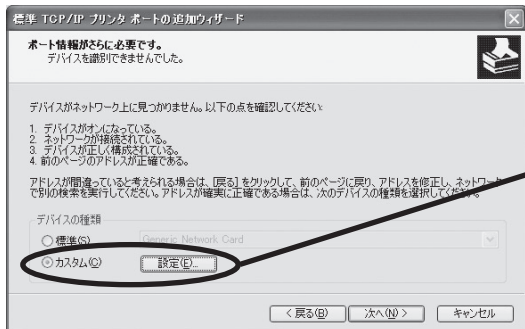 標準 TCP/IP プリンタ ポートの追加ウィザード
ポート情報がさらに必要です。
デバイスを識別できませんでした。
デバイスがネットワーク上に見つかりません。以下の点を確認してください:
1. デバイスがオンになっている。
2. ネットワークが接続されている。
3. デバイスが正しく構成されている。
4. 前のページのアドレスが正確である。
アドレスが間違っていると考えられる場合は、[戻る] をクリックして、前のページに戻り、アドレスを修正し、ネットワーク
で別の検索を実行してください。アドレスが確実に正確である場合は、次のデバイスの種類を選択してください。
デバイスの種類
標準(S) Generic Network Card
カスタム(C) 設定(E)...
< 戻る(B) 次へ(N) > キャンセル